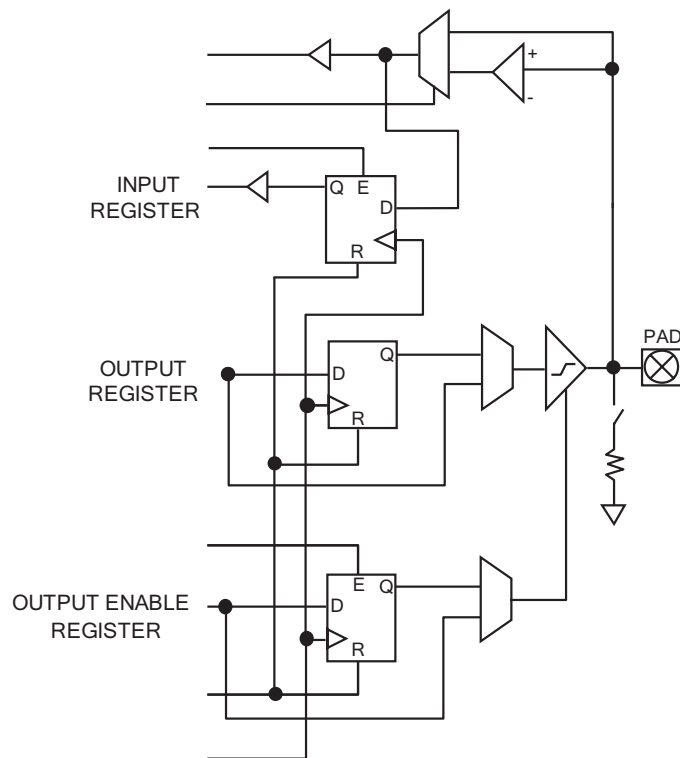 +
-
INPUT
REGISTER
Q E
D
R
PAD
OUTPUT
REGISTER
Q
D
R
OUTPUT ENABLE
REGISTER
E Q
D
R